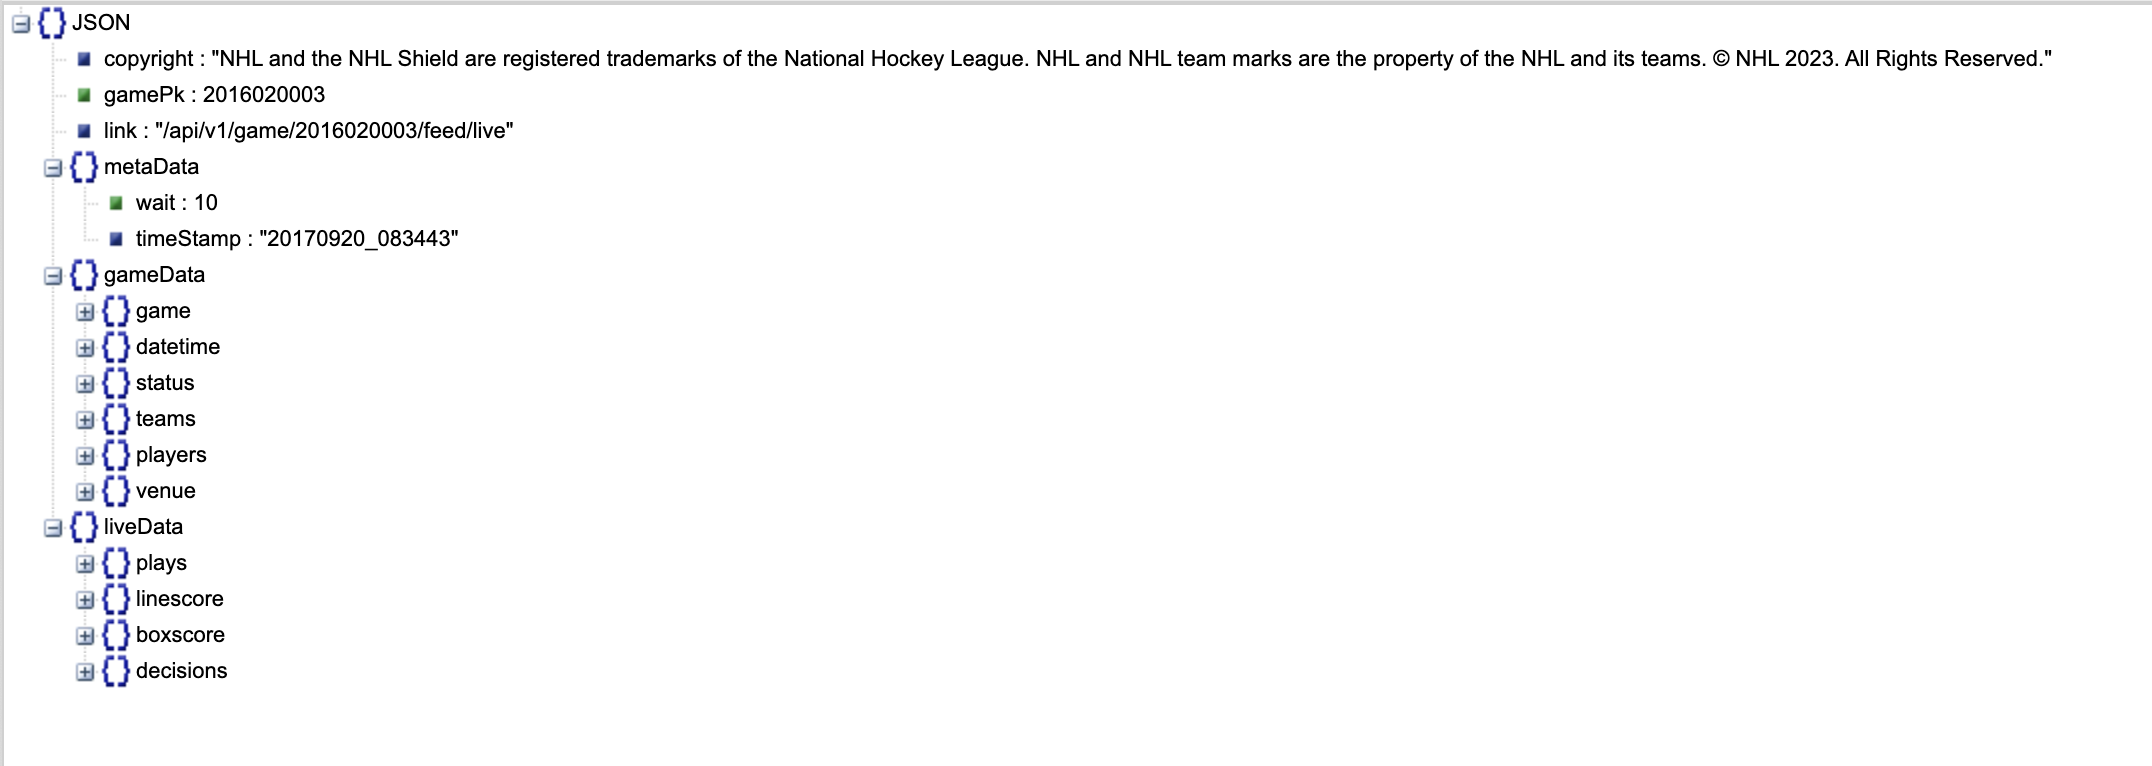 JSON
copyright : "NHL and the NHL Shield are registered trademarks of the National Hockey League. NHL and NHL team marks are the property of the NHL and its teams. © NHL 2023. All Rights Reserved."
gamePk : 2016020003
link : "/api/v1/game/2016020003/feed/live"
metaData
wait : 10
timeStamp : "20170920_083443"
gameData
game
datetime
status
teams
players
venue
liveData
plays
linescore
boxscore
decisions